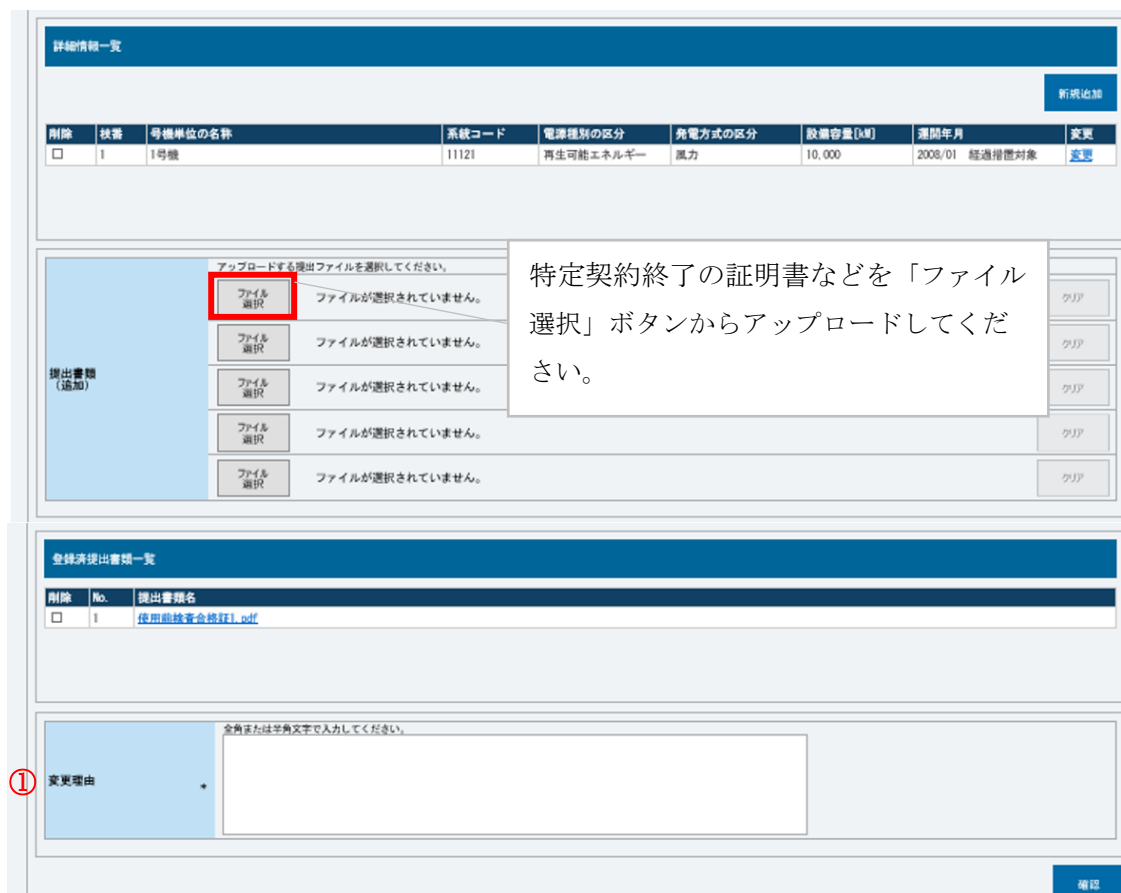 詳細情報一覧
新規追加
削除 枝番 号機単位の名称 系統コード 電源種別の区分 発電方式の区分 設備容量[kW] 運開年月 変更
1 1号機 11121 再生可能エネルギー 風力 10,000 2008/01 経過措置対象 変更
アップロードする提出ファイルを選択してください。
提出書類
(追加)
ファイル
選択
ファイルが選択されていません。
クリア
ファイル
選択
ファイルが選択されていません。
クリア
ファイル
選択
ファイルが選択されていません。
クリア
ファイル
選択
ファイルが選択されていません。
クリア
ファイル
選択
ファイルが選択されていません。
クリア
特定契約終了の証明書などを「ファイル
選択」ボタンからアップロードしてくだ
さい。
登録済提出書類一覧
削除 No. 提出書類名
1 使用前検査合格証1.pdf
全角または半角文字で入力してください。
① 変更理由 *
確認